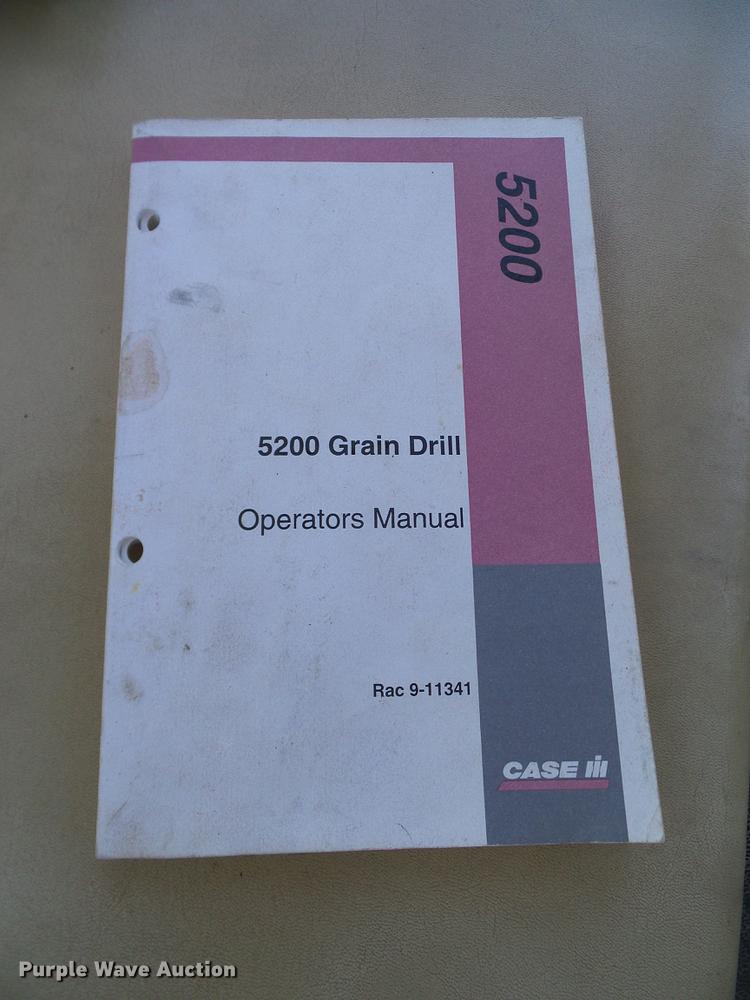 5200
5200 Grain Drill
Operators Manual
Rac 9-11341
CASE IH
Purple Wave Auction